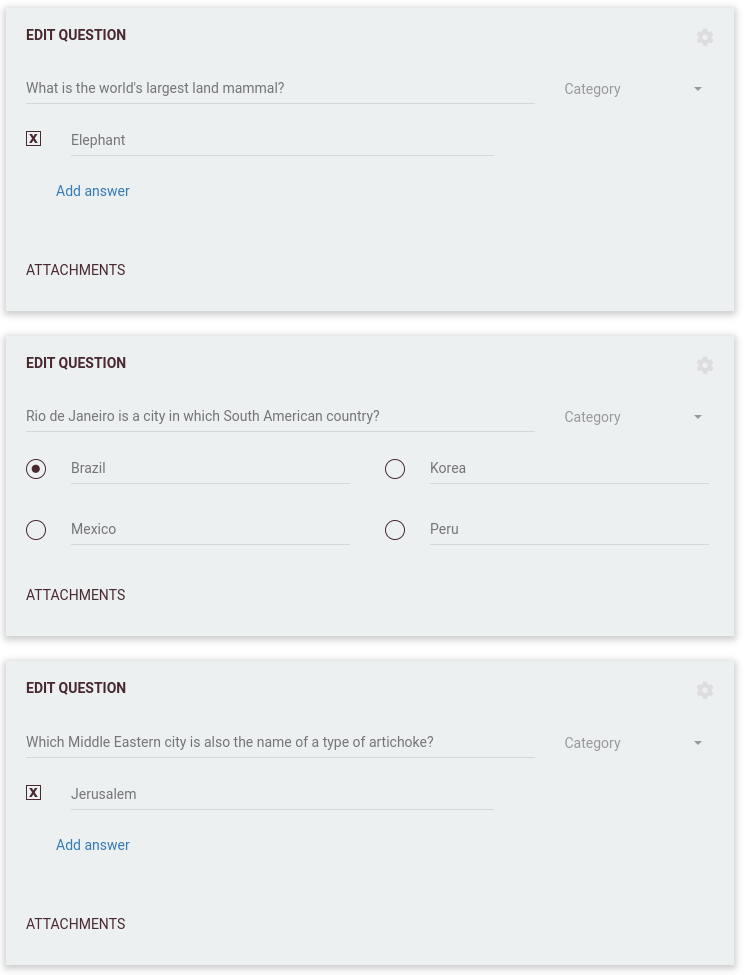 EDIT QUESTION
What is the world's largest land mammal? Category
X Elephant
Add answer
ATTACHMENTS
EDIT QUESTION
Rio de Janeiro is a city in which South American country? Category
Brazil Korea
Mexico Peru
ATTACHMENTS
EDIT QUESTION
Which Middle Eastern city is also the name of a type of artichoke? Category
X Jerusalem
Add answer
ATTACHMENTS